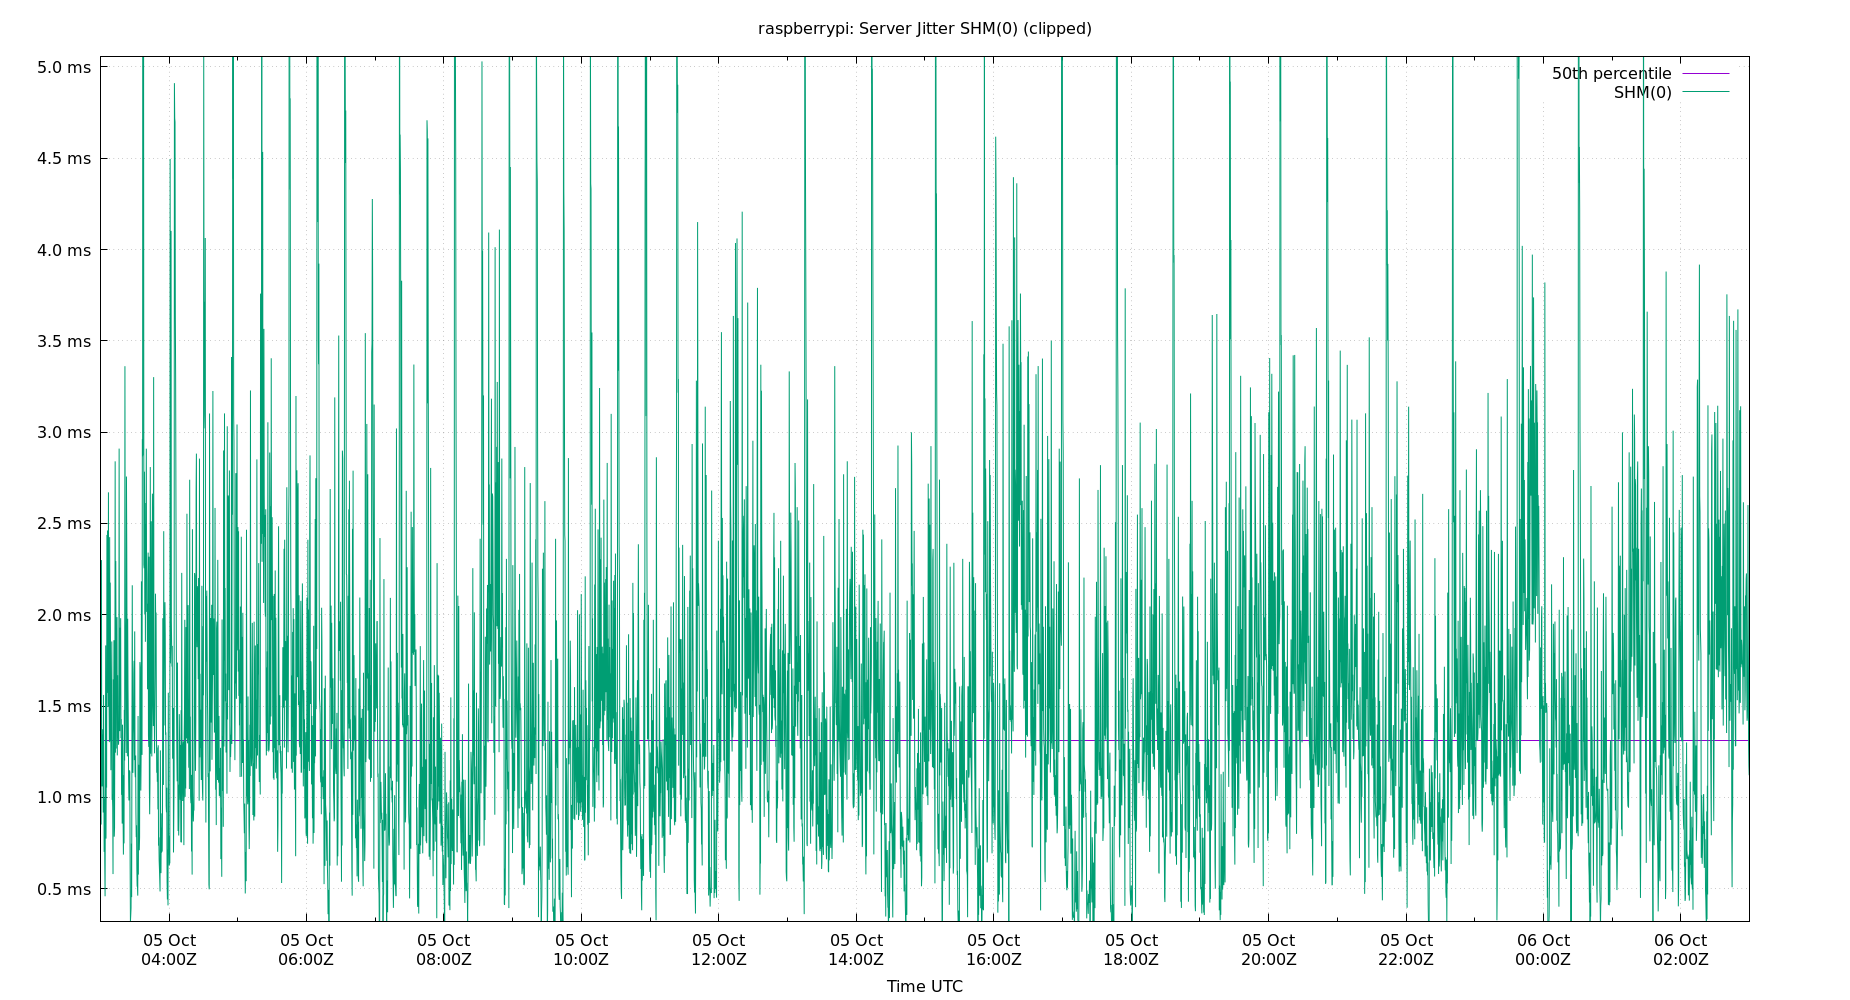 raspberrypi: Server Jitter SHM(0) (clipped)
5.0 ms
50th percentile
SHM(0)
4.5 ms
4.0 ms
3.5 ms
3.0 ms
2.5 ms
2.0 ms
1.5 ms
1.0 ms
0.5 ms
05 Oct 05 Oct 05 Oct 05 Oct 05 Oct 05 Oct 05 Oct 05 Oct 05 Oct 05 Oct 06 Oct 06 Oct
04:00Z 06:00Z 08:00Z 10:00Z 12:00Z 14:00Z 16:00Z 18:00Z 20:00Z 22:00Z 00:00Z 02:00Z
Time UTC